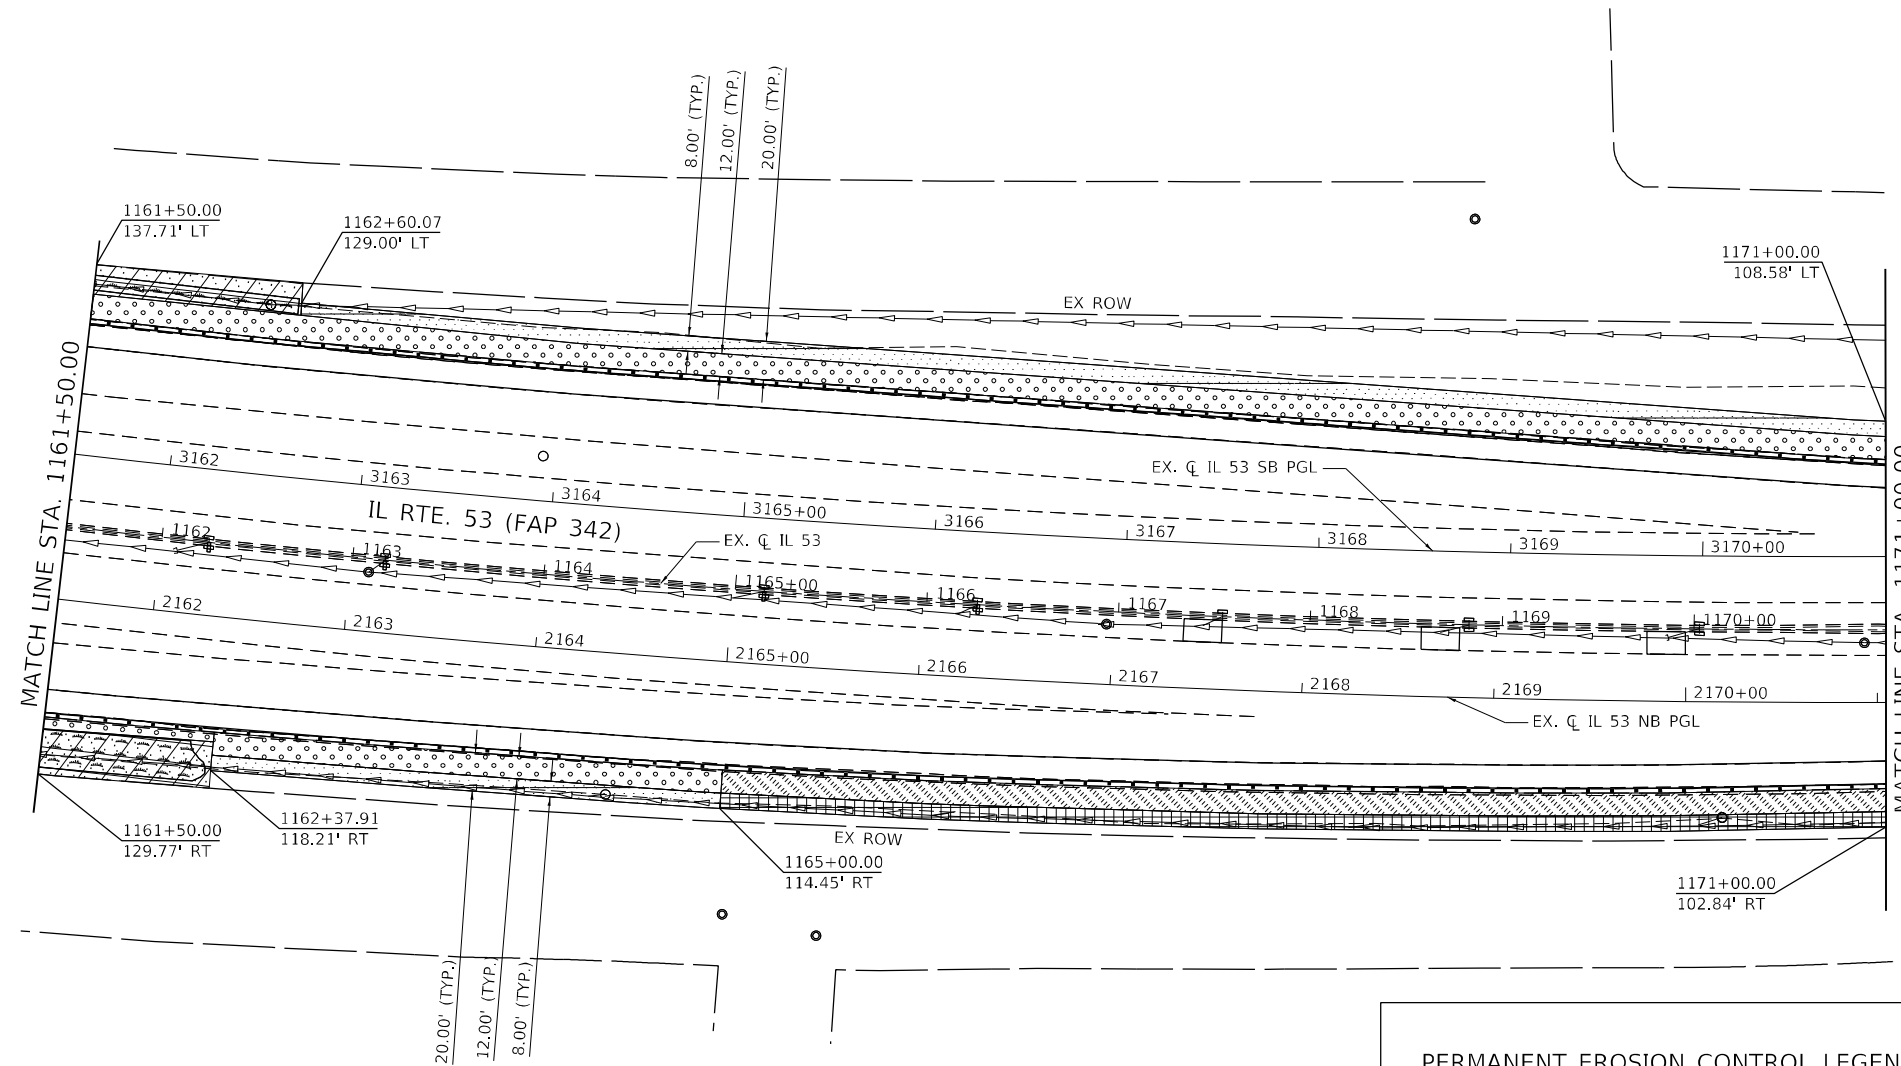 8.00' (TYP.)
12.00' (TYP.)
20.00' (TYP.)
1161+50.00
137.71' LT
1162+60.07
129.00' LT
1171+00.00
108.58' LT
EX ROW
MATCH LINE STA. 1161+50.00
3162
3163
3164
3165+00
3166
3167
3168
3169
3170+00
EX. ℄ IL 53 SB PGL
IL RTE. 53 (FAP 342)
EX. ℄ IL 53
1162
1163
1164
1165+00
1166
1167
1168
1169
1170+00
2162
2163
2164
2165+00
2166
2167
2168
2169
2170+00
EX. ℄ IL 53 NB PGL
MATCH LINE STA. 1171+00.00
1161+50.00
129.77' RT
1162+37.91
118.21' RT
EX ROW
1165+00.00
114.45' RT
1171+00.00
102.84' RT
20.00' (TYP.)
12.00' (TYP.)
8.00' (TYP.)
PERMANENT EROSION CONTROL LEGEN